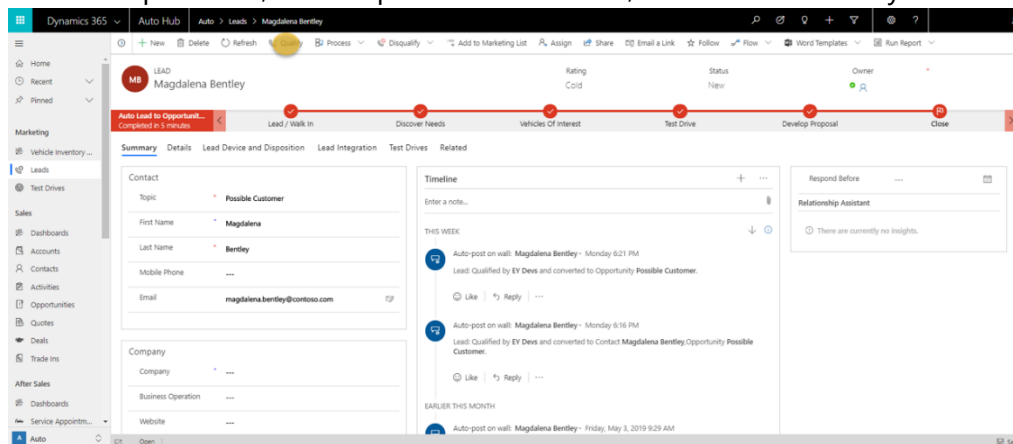 Dynamics 365 Auto Hub Auto > Leads > Magdalena Bentley
+ New Delete Refresh Qualify Process Disqualify Add to Marketing List Assign Share Email a Link Follow Flow Word Templates Run Report
Home
Recent
Pinned
Marketing
Vehicle Inventory ...
Leads
Test Drives
Sales
Dashboards
Accounts
Contacts
Activities
Opportunities
Quotes
Deals
Trade Ins
After Sales
Dashboards
Service Appointm...
A Auto
MB
LEAD
Magdalena Bentley
Rating
Cold
Status
New
Owner
*
Auto Lead to Opportunit...
Completed in 5 minutes
Lead / Walk In
Discover Needs
Vehicles Of Interest
Test Drive
Develop Proposal
Close
Summary Details Lead Device and Disposition Lead Integration Test Drives Related
Contact
Topic * Possible Customer
First Name Magdalena
Last Name * Bentley
Mobile Phone ---
Email magdalena.bentley@contoso.com
Company
Company ---
Business Operation ---
Website ---
Open
Timeline
Enter a note...
THIS WEEK
Auto-post on wall: Magdalena Bentley - Monday 6:21 PM
Lead: Qualified by EY Devs and converted to Opportunity Possible Customer.
Like Reply ...
Auto-post on wall: Magdalena Bentley - Monday 6:16 PM
Lead: Qualified by EY Devs and converted to Contact Magdalena Bentley,Opportunity Possible
Customer.
Like Reply ...
EARLIER THIS MONTH
Auto-post on wall: Magdalena Bentley - Friday, May 3, 2019 9:29 AM
Respond Before ---
Relationship Assistant
There are currently no insights.